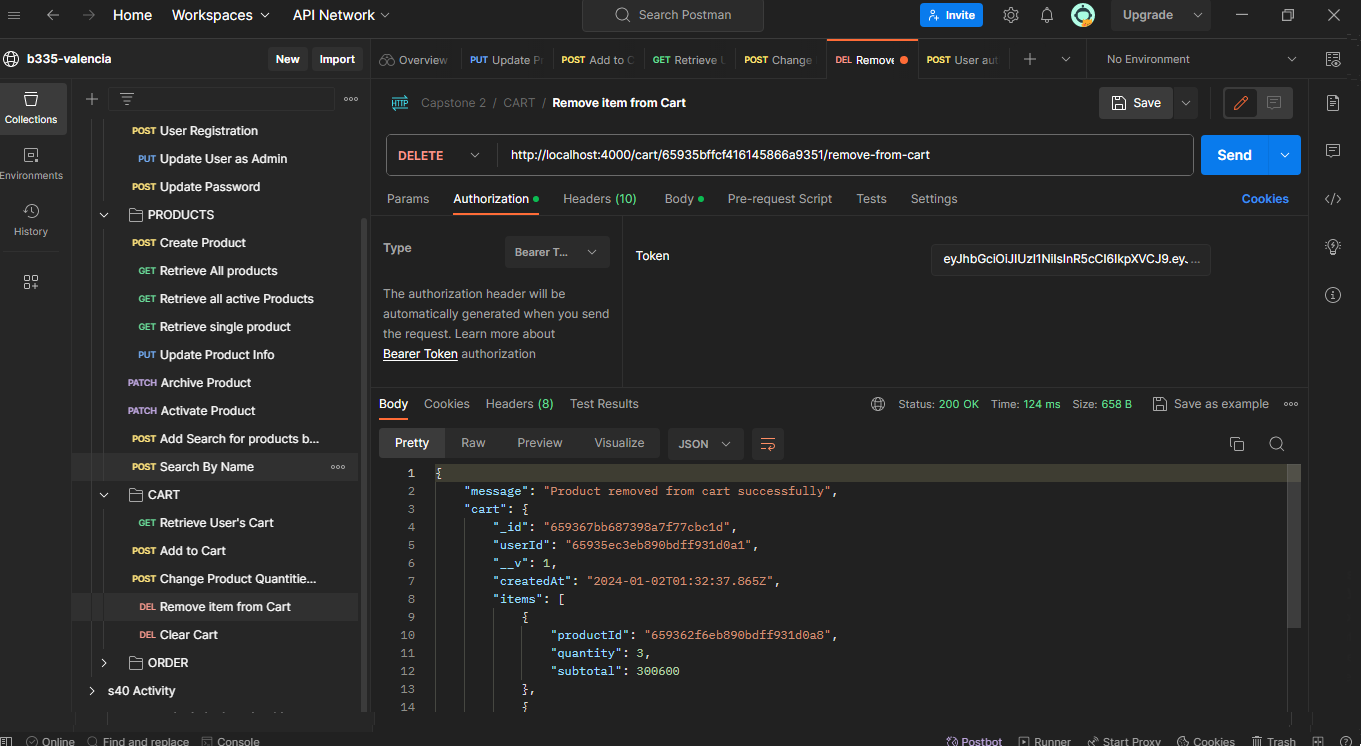 Home Workspaces API Network Search Postman Invite Upgrade
b335-valencia New Import Overview PUT Update P POST Add to C GET Retrieve U POST Change DEL Remove POST User aut No Environment
Collections
Environments
History
POST User Registration
PUT Update User as Admin
POST Update Password
PRODUCTS
POST Create Product
GET Retrieve All products
GET Retrieve all active Products
GET Retrieve single product
PUT Update Product Info
PATCH Archive Product
PATCH Activate Product
POST Add Search for products b...
POST Search By Name
CART
GET Retrieve User's Cart
POST Add to Cart
POST Change Product Quantitie...
DEL Remove item from Cart
DEL Clear Cart
ORDER
s40 Activity
HTTP Capstone 2 / CART / Remove item from Cart Save
DELETE http://localhost:4000/cart/65935bffcf416145866a9351/remove-from-cart Send
Params Authorization Headers (10) Body Pre-request Script Tests Settings Cookies
Type Bearer T... Token eyJhbGciOiJIUzI1NiIsInR5cCI6IkpXVCJ9.ey...
The authorization header will be
automatically generated when you send
the request. Learn more about
Bearer Token authorization
Body Cookies Headers (8) Test Results Status: 200 OK Time: 124 ms Size: 658 B Save as example
Pretty Raw Preview Visualize JSON
1 {
2 "message": "Product removed from cart successfully",
3 "cart": {
4 "_id": "659367bb687398a7f77cbc1d",
5 "userId": "65935ec3eb890bdff931d0a1",
6 "__v": 1,
7 "createdAt": "2024-01-02T01:32:37.865Z",
8 "items": [
9 {
10 "productId": "659362f6eb890bdff931d0a8",
11 "quantity": 3,
12 "subtotal": 300600
13 },
14 {
Online Find and replace Console Postbot Runner Start Proxy Cookies Trash